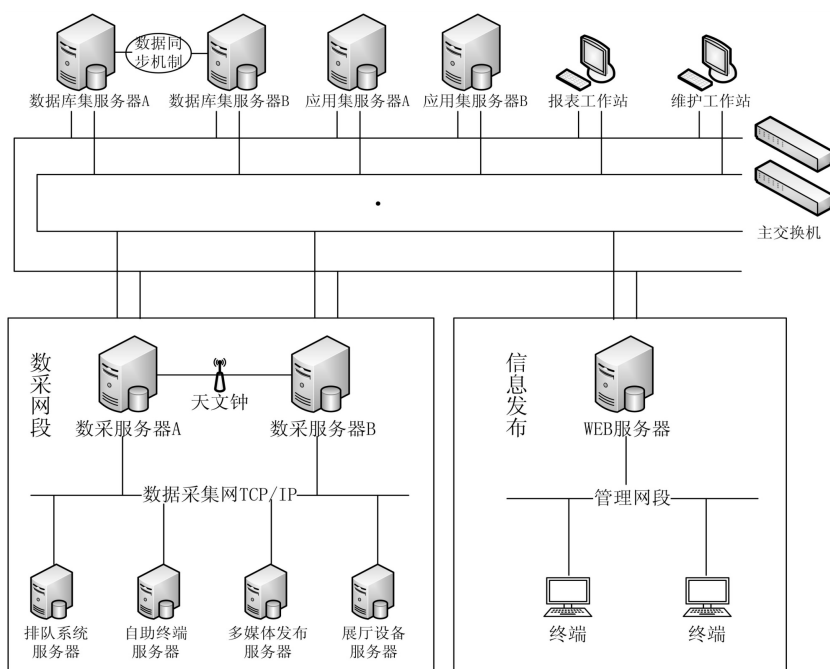 数据同
步机制
数据库集服务器A
数据库集服务器B
应用集服务器A
应用集服务器B
报表工作站
维护工作站
主交换机
数采网段
天文钟
数采服务器A
数采服务器B
数据采集网TCP/IP
排队系统
服务器
自助终端
服务器
多媒体发布
服务器
展厅设备
服务器
信息发布
WEB服务器
管理网段
终端
终端